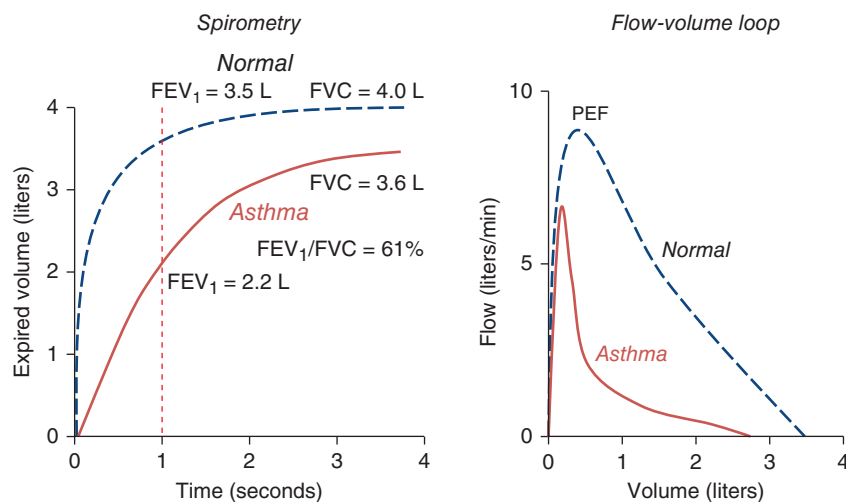 Spirometry
Normal
FEV₁ = 3.5 L
FVC = 4.0 L
4
3
2
1
0
Expired volume (liters)
FVC = 3.6 L
Asthma
FEV₁/FVC = 61%
FEV₁ = 2.2 L
0
1
2
3
4
Time (seconds)
Flow-volume loop
10
5
0
Flow (liters/min)
PEF
Normal
Asthma
0
1
2
3
4
Volume (liters)